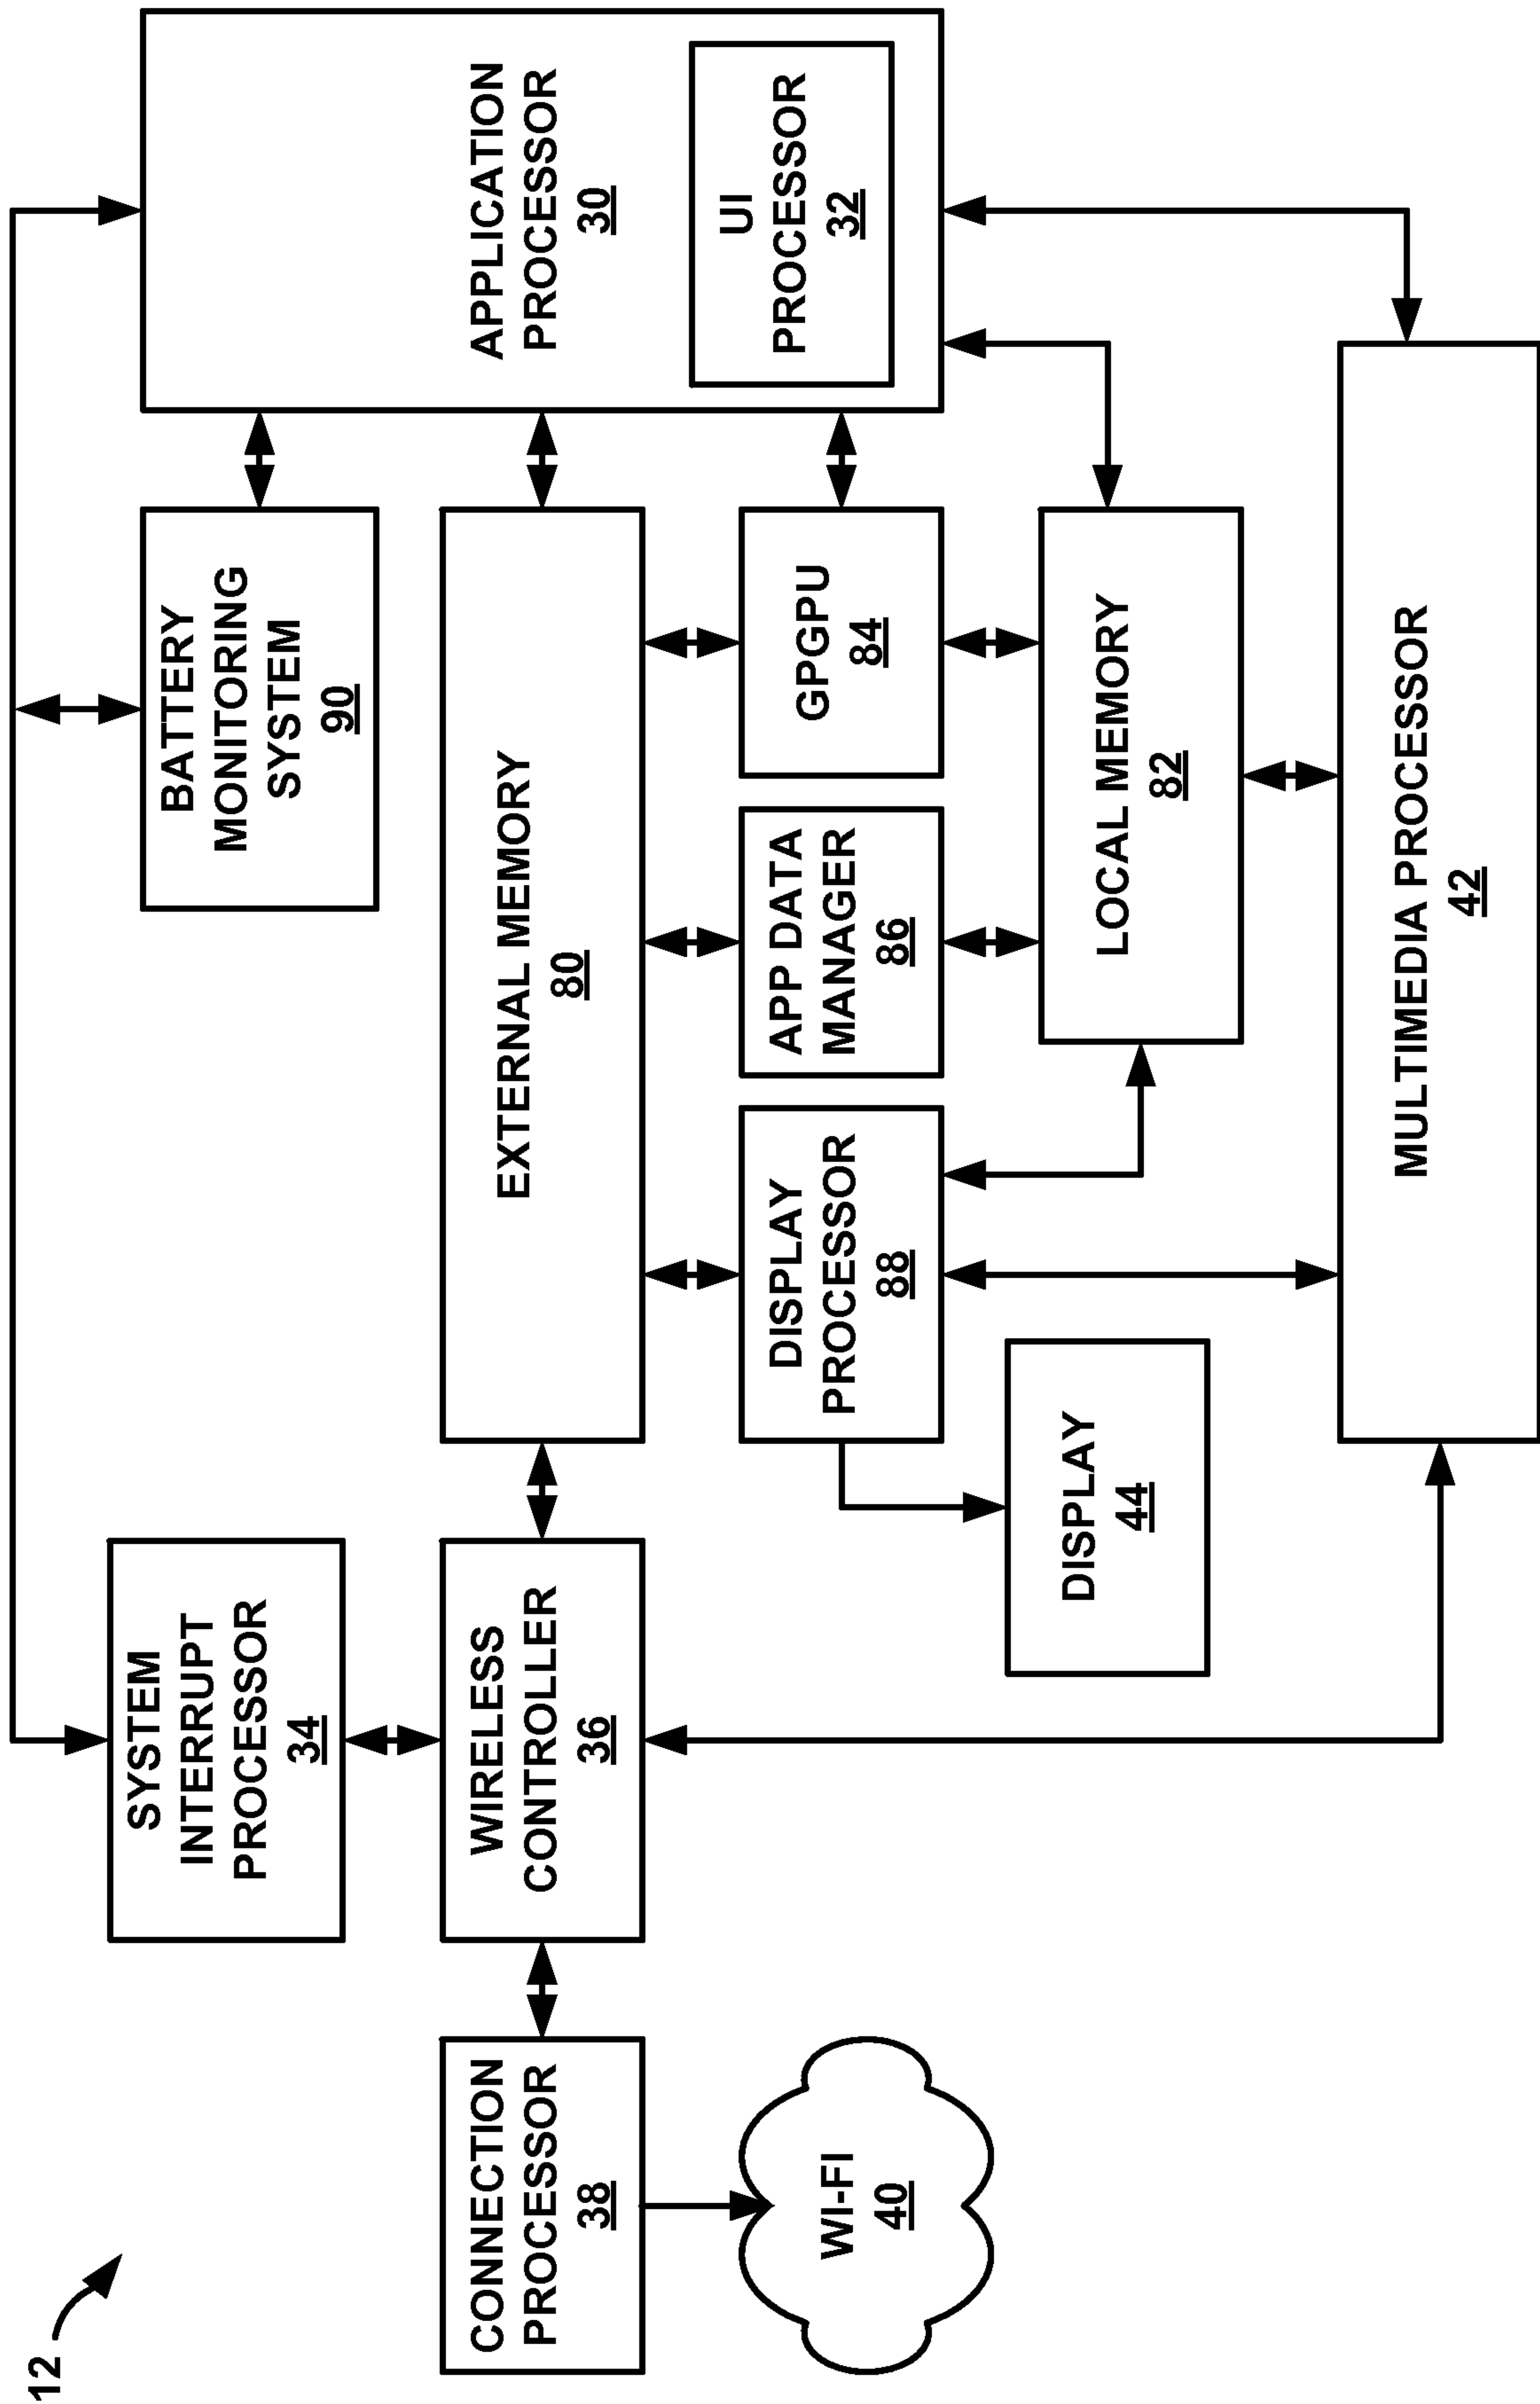 12
SYSTEM
INTERRUPT
PROCESSOR
34
BATTERY
MONITORING
SYSTEM
90
APPLICATION
PROCESSOR
30
UI
PROCESSOR
32
CONNECTION
PROCESSOR
38
WIRELESS
CONTROLLER
36
EXTERNAL MEMORY
80
WI-FI
40
DISPLAY
PROCESSOR
88
APP DATA
MANAGER
86
GPGPU
84
DISPLAY
44
LOCAL MEMORY
82
MULTIMEDIA PROCESSOR
42